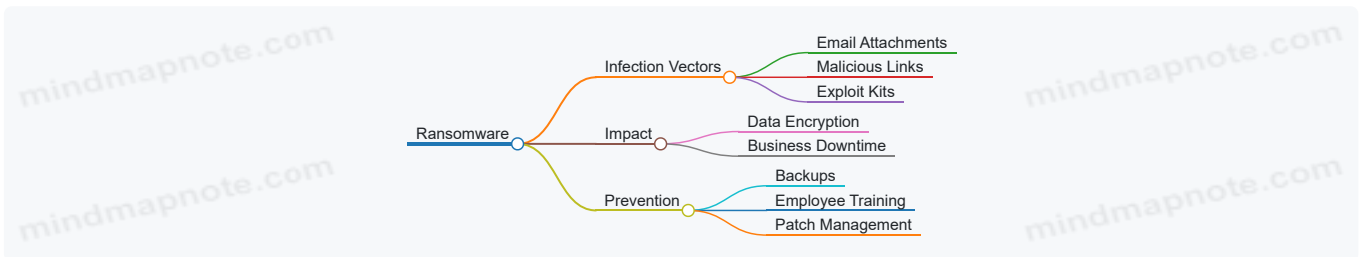 mindmapnote.com
mindmapnote.com
Ransomware
Infection Vectors
Email Attachments
Malicious Links
Exploit Kits
Impact
Data Encryption
Business Downtime
Prevention
Backups
Employee Training
Patch Management
mindmapnote.com
mindmapnote.com